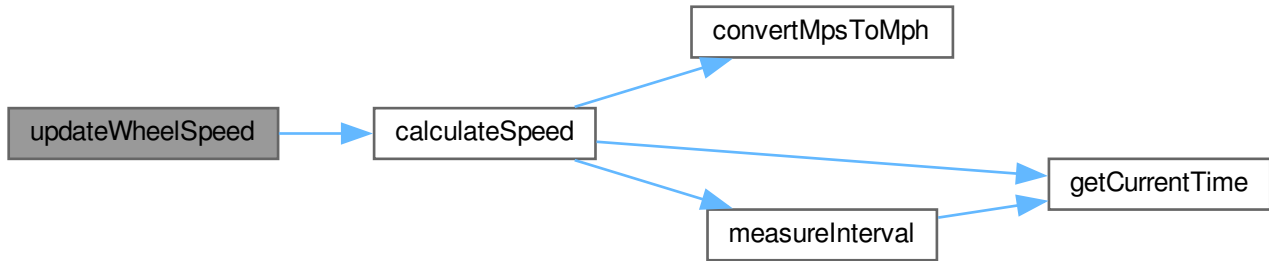 convertMpsToMph
updateWheelSpeed
calculateSpeed
getCurrentTime
measureInterval